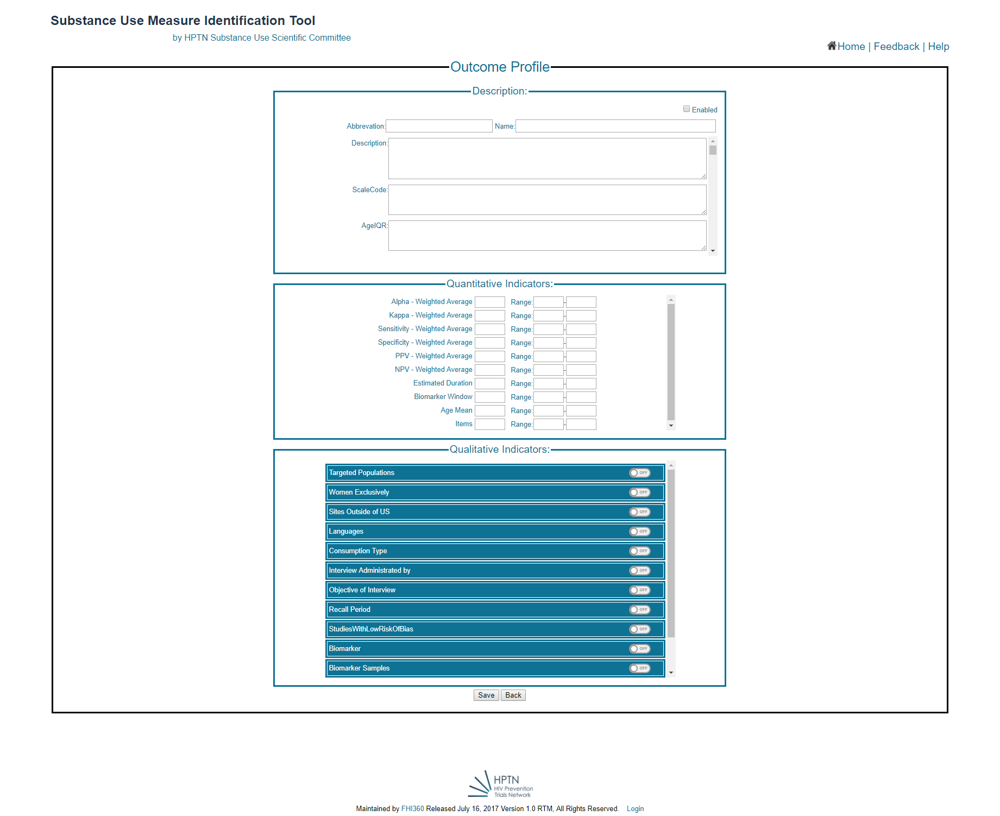 Substance Use Measure Identification Tool
by HPTN Substance Use Scientific Committee
Home | Feedback | Help
Outcome Profile
Description:
Enabled
Abbrevation: Name:
Description:
ScaleCode:
AgeIQR:
Quantitative Indicators:
Alpha - Weighted Average Range: -
Kappa - Weighted Average Range: -
Sensitivity - Weighted Average Range: -
Specificity - Weighted Average Range: -
PPV - Weighted Average Range: -
NPV - Weighted Average Range: -
Estimated Duration Range: -
Biomarker Window Range: -
Age Mean Range: -
Items Range: -
Qualitative Indicators:
Targeted Populations OFF
Women Exclusively OFF
Sites Outside of US OFF
Languages OFF
Consumption Type OFF
Interview Administrated by OFF
Objective of Interview OFF
Recall Period OFF
StudiesWithLowRiskOfBias OFF
Biomarker OFF
Biomarker Samples OFF
Save Back
HPTN
HIV Prevention
Trials Network
Maintained by FHI360 Released July 16, 2017 Version 1.0 RTM, All Rights Reserved. Login